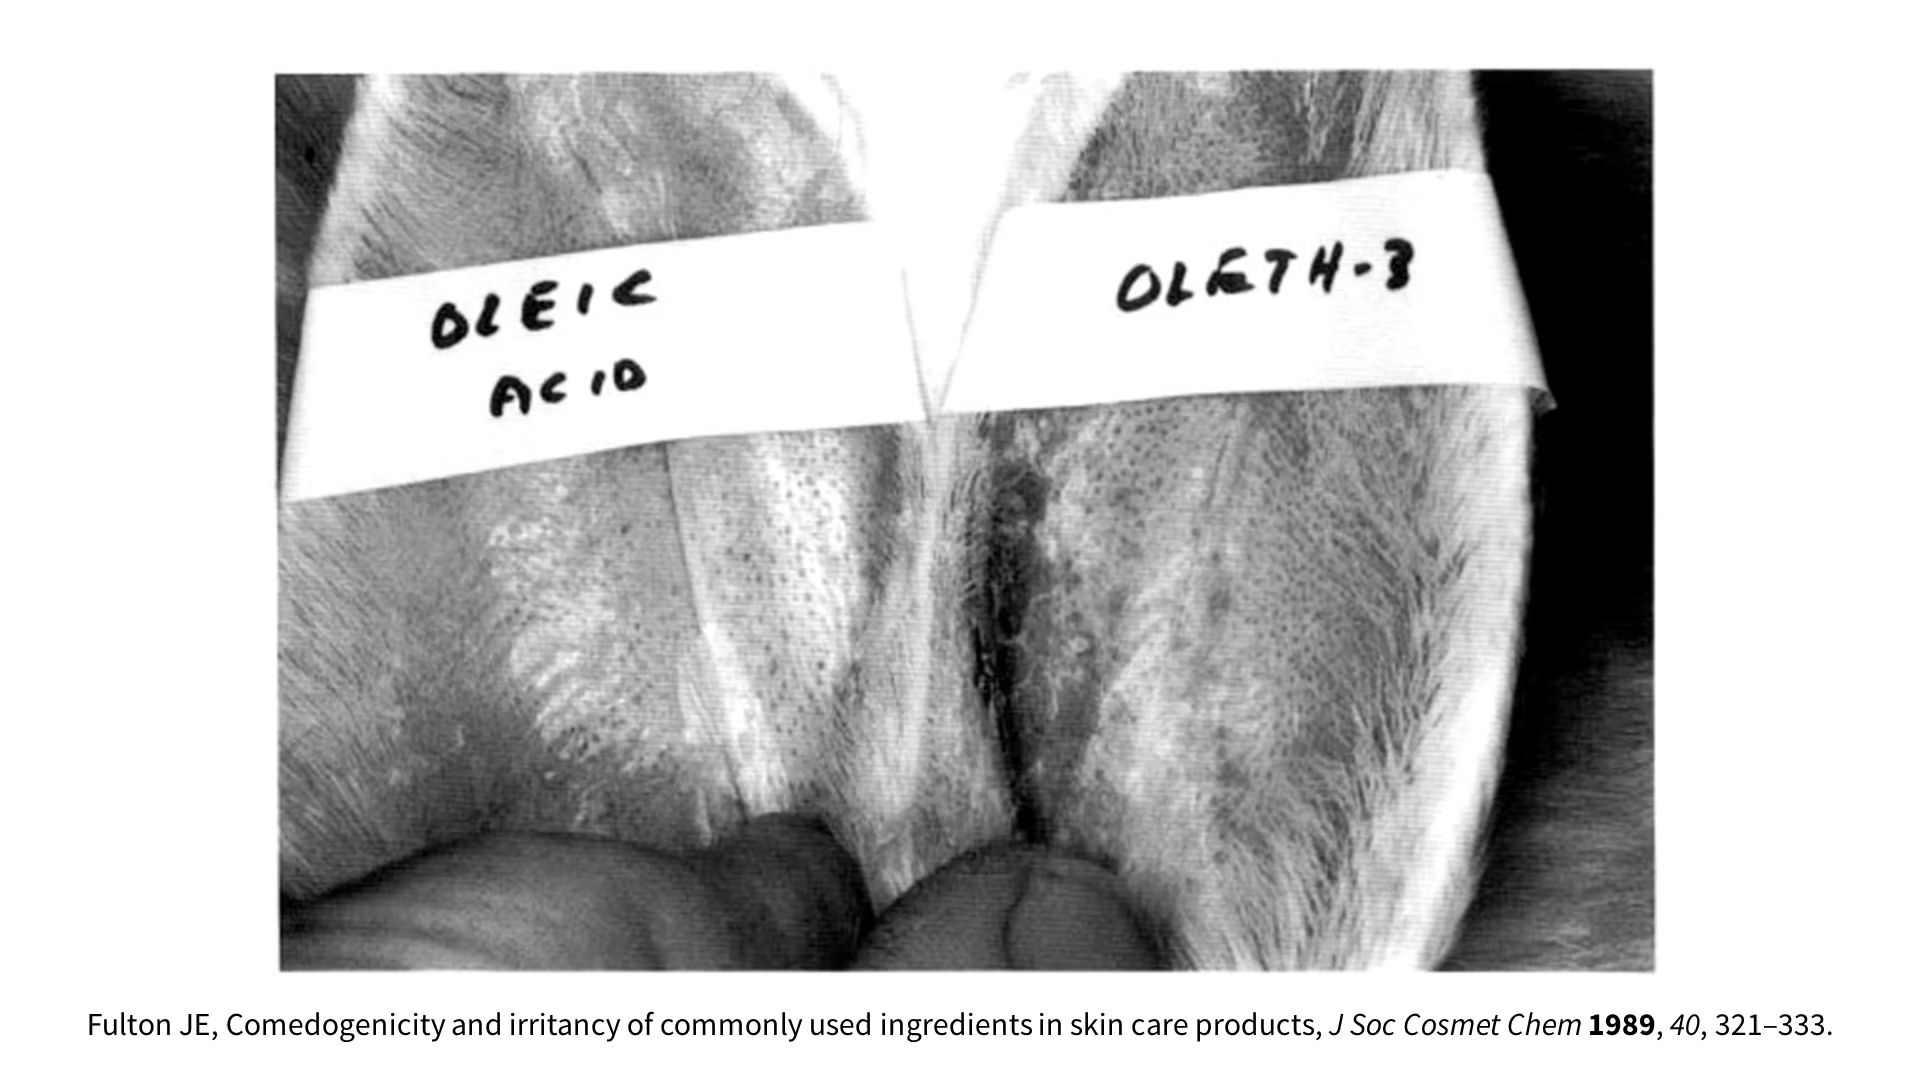 OLEIC
ACID
OLETH-3
Fulton JE, Comedogenicity and irritancy of commonly used ingredients in skin care products, J Soc Cosmet Chem 1989, 40, 321–333.